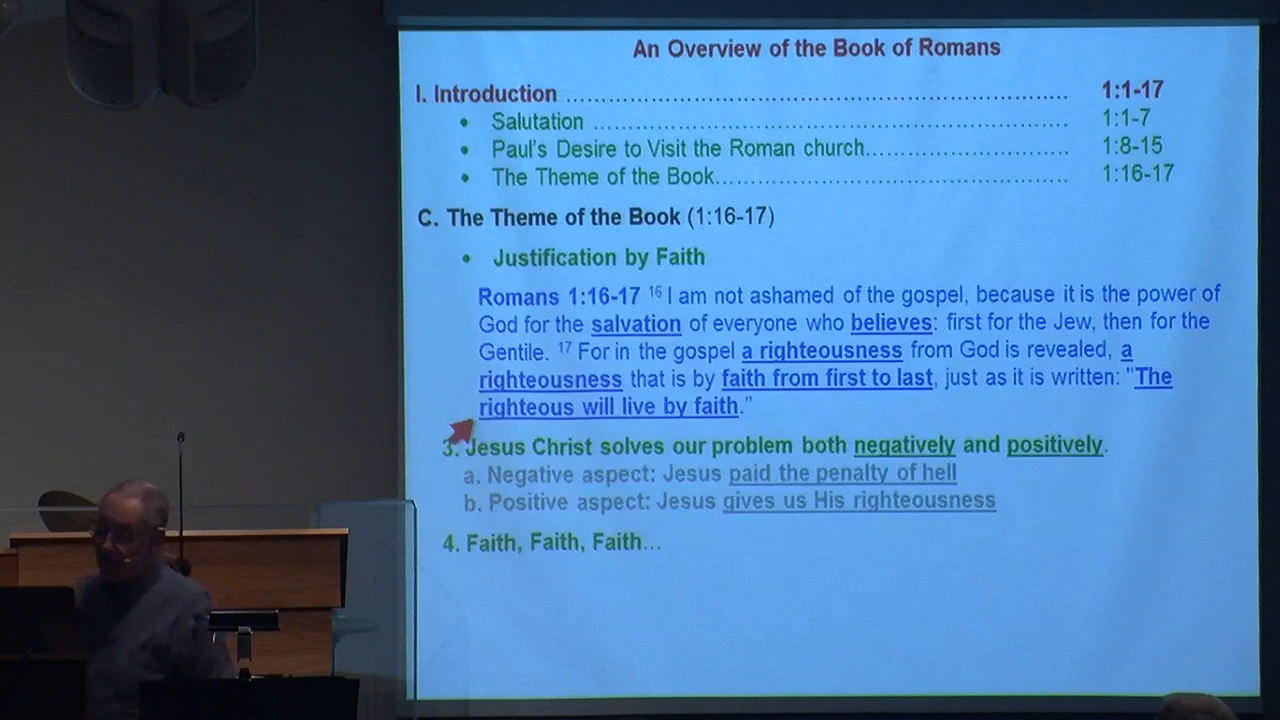 An Overview of the Book of Romans
I. Introduction ........................................................................ 1:1-17
• Salutation .................................................................... 1:1-7
• Paul's Desire to Visit the Roman church............................. 1:8-15
• The Theme of the Book.................................................. 1:16-17
C. The Theme of the Book (1:16-17)
• Justification by Faith
Romans 1:16-17 16 I am not ashamed of the gospel, because it is the power of
God for the salvation of everyone who believes: first for the Jew, then for the
Gentile. 17 For in the gospel a righteousness from God is revealed, a
righteousness that is by faith from first to last, just as it is written: "The
righteous will live by faith."
3. Jesus Christ solves our problem both negatively and positively.
a. Negative aspect: Jesus paid the penalty of hell
b. Positive aspect: Jesus gives us His righteousness
4. Faith, Faith, Faith...